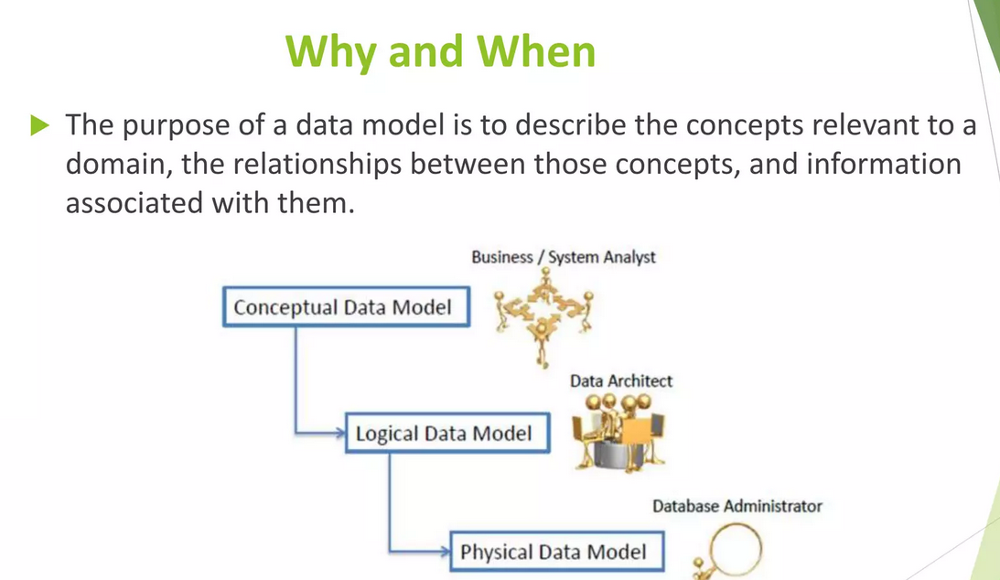 Why and When
The purpose of a data model is to describe the concepts relevant to a
domain, the relationships between those concepts, and information
associated with them.
Business / System Analyst
Conceptual Data Model
Data Architect
Logical Data Model
Database Administrator
Physical Data Model